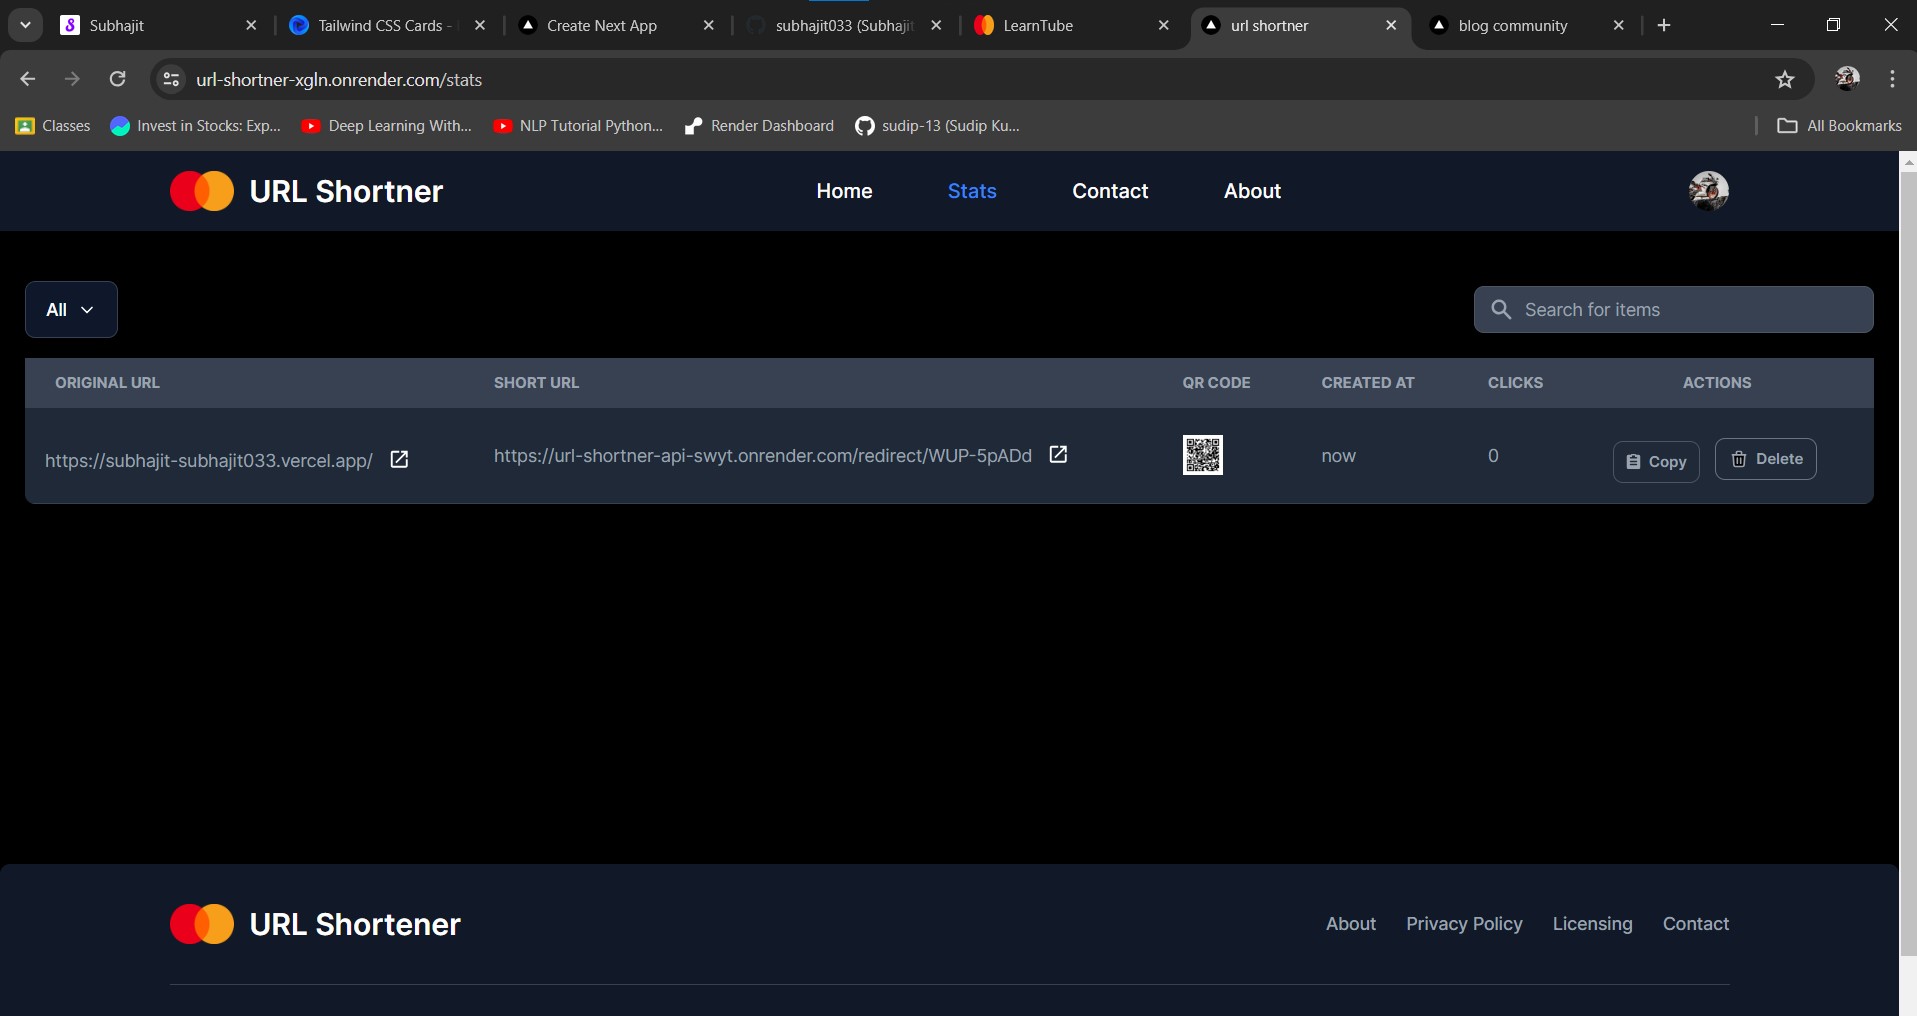 Subhajit
Tailwind CSS Cards -
Create Next App
subhajit033 (Subhajit
LearnTube
url shortner
blog community
url-shortner-xgln.onrender.com/stats
Classes
Invest in Stocks: Exp...
Deep Learning With...
NLP Tutorial Python...
Render Dashboard
sudip-13 (Sudip Ku...
All Bookmarks
URL Shortner
Home
Stats
Contact
About
All
Search for items
ORIGINAL URL
SHORT URL
QR CODE
CREATED AT
CLICKS
ACTIONS
https://subhajit-subhajit033.vercel.app/
https://url-shortner-api-swyt.onrender.com/redirect/WUP-5pADd
now
0
Copy
Delete
URL Shortener
About
Privacy Policy
Licensing
Contact